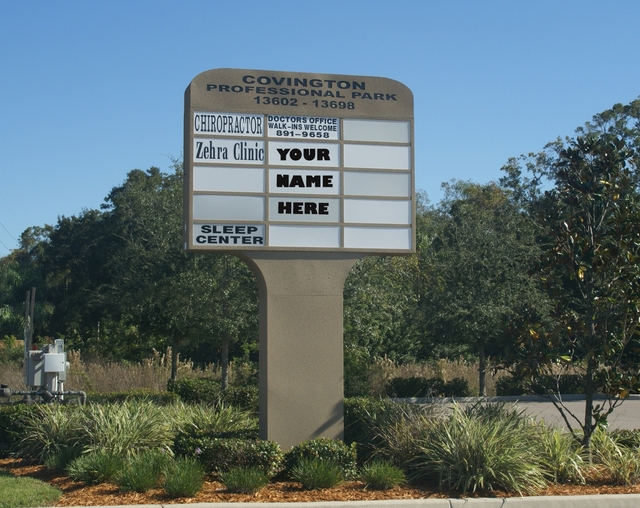 COVINGTON
PROFESSIONAL PARK
13602 - 13698
CHIROPRACTOR
DOCTORS OFFICE
WALK-INS WELCOME
891-9658
Zehra Clinic
YOUR
NAME
HERE
SLEEP
CENTER